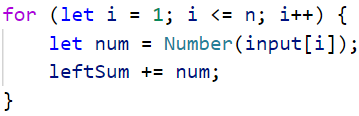 for (let i = 1; i <= n; i++) {
    let num = Number(input[i]);
    leftSum += num;
}